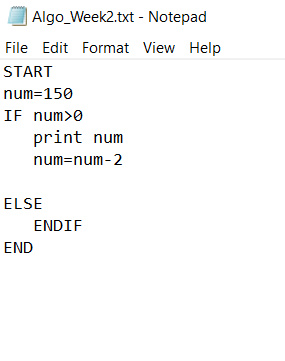 Algo_Week2.txt - Notepad
File Edit Format View Help
START
num=150
IF num>0
   print num
   num=num-2

ELSE
   ENDIF
END